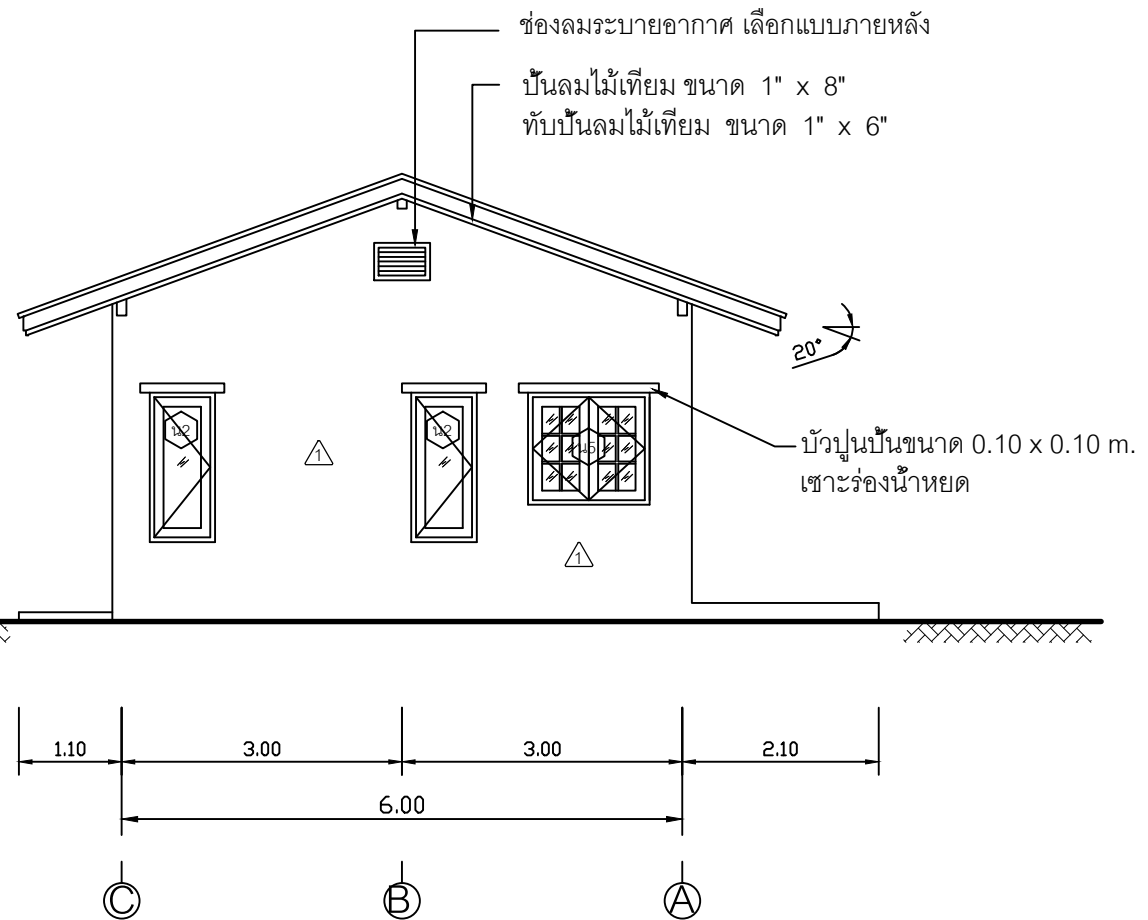 ช่องลมระบายอากาศ เลือกแบบภายหลัง
ปั้นลมไม้เทียม ขนาด 1" x 8"
ทับปั้นลมไม้เทียม ขนาด 1" x 6"
20°
น2
น2
น5
1
บัวปูนปั้นขนาด 0.10 x 0.10 m.
เซาะร่องน้ำหยด
1
1.10 3.00 3.00 2.10
6.00
C B A